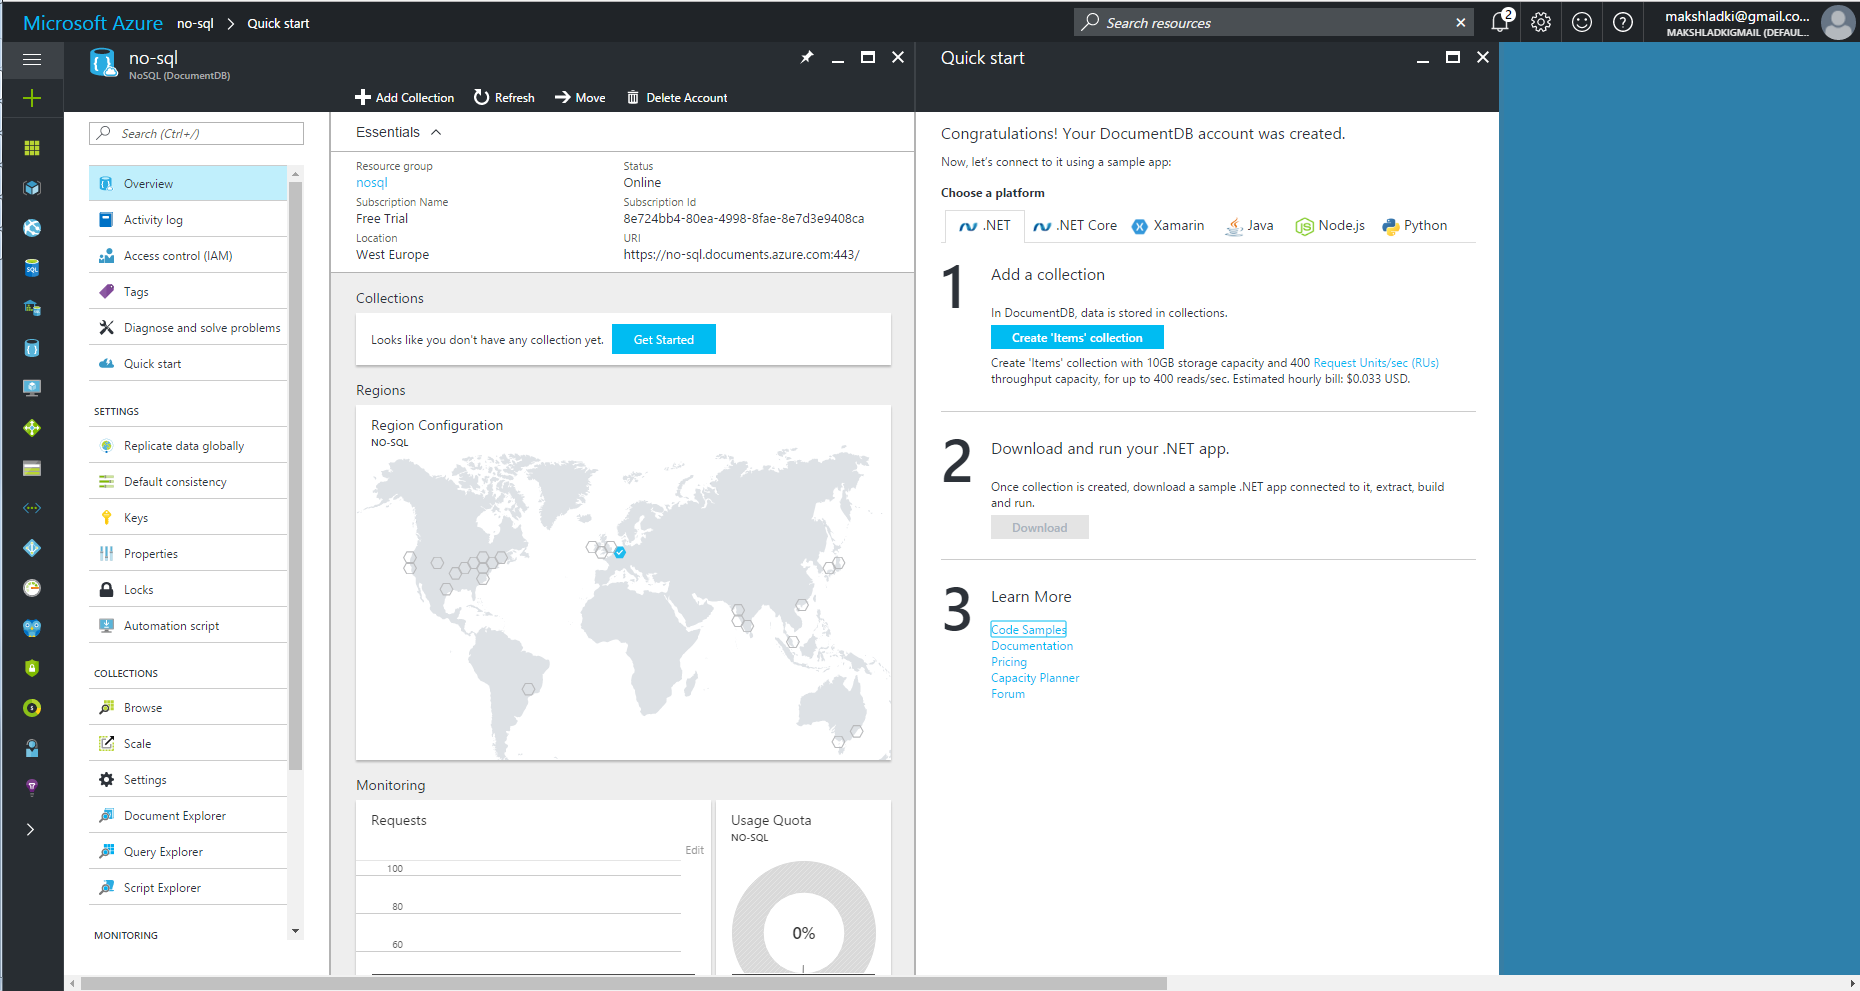 Microsoft Azure no-sql > Quick start
Search resources
2
makshladki@gmail.co...
MAKSHLADKIGMAIL (DEFAUL...
no-sql
NoSQL (DocumentDB)
Add Collection
Refresh
Move
Delete Account
Search (Ctrl+/)
Overview
Activity log
Access control (IAM)
Tags
Diagnose and solve problems
Quick start
SETTINGS
Replicate data globally
Default consistency
Keys
Properties
Locks
Automation script
COLLECTIONS
Browse
Scale
Settings
Document Explorer
Query Explorer
Script Explorer
MONITORING
Essentials
Resource group
nosql
Status
Online
Subscription Name
Free Trial
Subscription Id
8e724bb4-80ea-4998-8fae-8e7d3e9408ca
Location
West Europe
URI
https://no-sql.documents.azure.com:443/
Collections
Looks like you don't have any collection yet.
Get Started
Regions
Region Configuration
NO-SQL
Monitoring
Requests
Edit
100
80
60
Usage Quota
NO-SQL
0%
Quick start
Congratulations! Your DocumentDB account was created.
Now, let's connect to it using a sample app:
Choose a platform
.NET
.NET Core
Xamarin
Java
Node.js
Python
1
Add a collection
In DocumentDB, data is stored in collections.
Create 'Items' collection
Create 'Items' collection with 10GB storage capacity and 400 Request Units/sec (RUs)
throughput capacity, for up to 400 reads/sec. Estimated hourly bill: $0.033 USD.
2
Download and run your .NET app.
Once collection is created, download a sample .NET app connected to it, extract, build
and run.
Download
3
Learn More
Code Samples
Documentation
Pricing
Capacity Planner
Forum